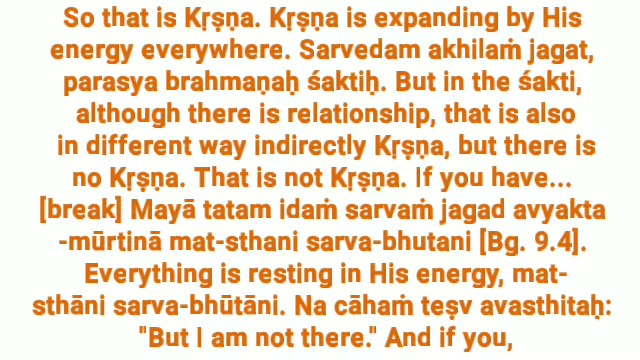 So that is Kṛṣṇa. Kṛṣṇa is expanding by His
energy everywhere. Sarvedam akhilaṁ jagat,
parasya brahmaṇaḥ śaktiḥ. But in the śakti,
although there is relationship, that is also
in different way indirectly Kṛṣṇa, but there is
no Kṛṣṇa. That is not Kṛṣṇa. If you have...
[break] Mayā tatam idaṁ sarvaṁ jagad avyakta
-mūrtinā mat-sthani sarva-bhutani [Bg. 9.4].
Everything is resting in His energy, mat-
sthāni sarva-bhūtāni. Na cāhaṁ teṣv avasthitaḥ:
"But I am not there." And if you,